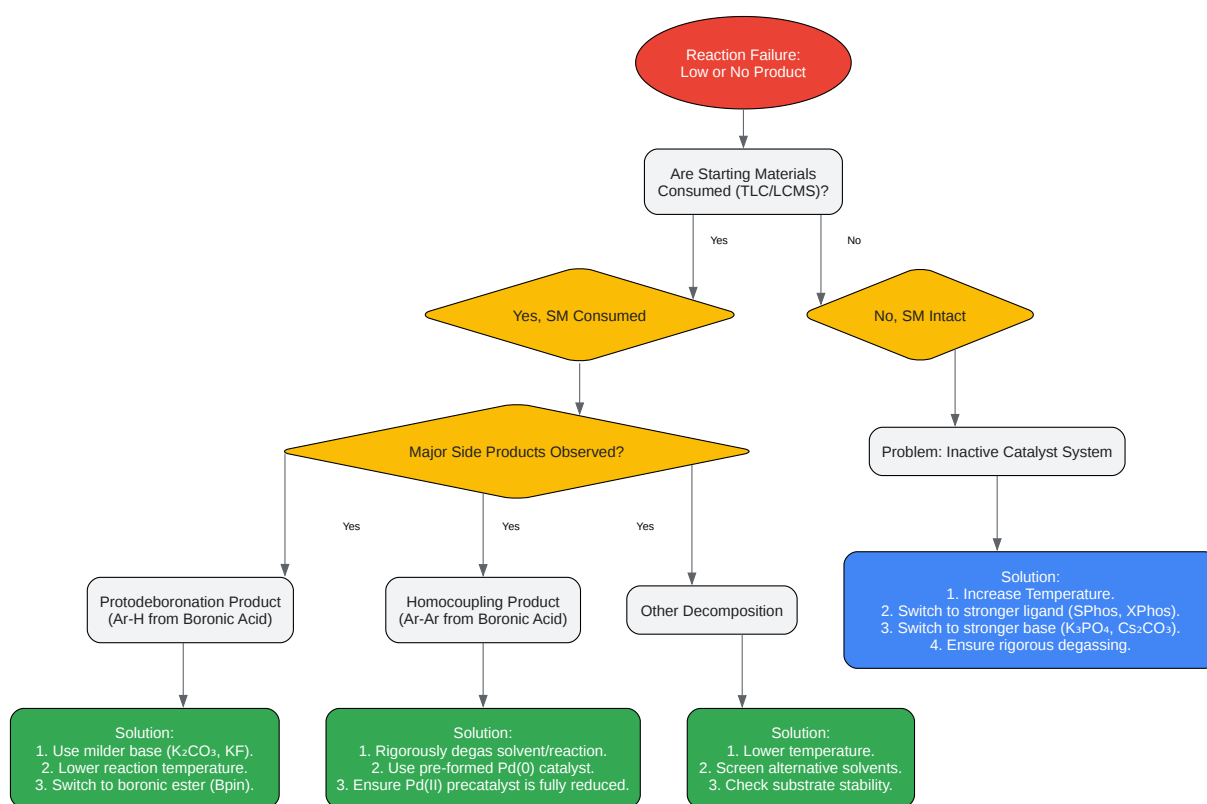 Reaction Failure:
Low or No Product
Are Starting Materials
Consumed (TLC/LCMS)?
Yes
No
Yes, SM Consumed
No, SM Intact
Major Side Products Observed?
Problem: Inactive Catalyst System
Yes
Yes
Yes
Protodeboronation Product
(Ar-H from Boronic Acid)
Homocoupling Product
(Ar-Ar from Boronic Acid)
Other Decomposition
Solution:
1. Increase Temperature.
2. Switch to stronger ligand (SPhos, XPhos).
3. Switch to stronger base (K₃PO₄, Cs₂CO₃).
4. Ensure rigorous degassing.
Solution:
1. Use milder base (K₂CO₃, KF).
2. Lower reaction temperature.
3. Switch to boronic ester (Bpin).
Solution:
1. Rigorously degas solvent/reaction.
2. Use pre-formed Pd(0) catalyst.
3. Ensure Pd(II) precatalyst is fully reduced.
Solution:
1. Lower temperature.
2. Screen alternative solvents.
3. Check substrate stability.